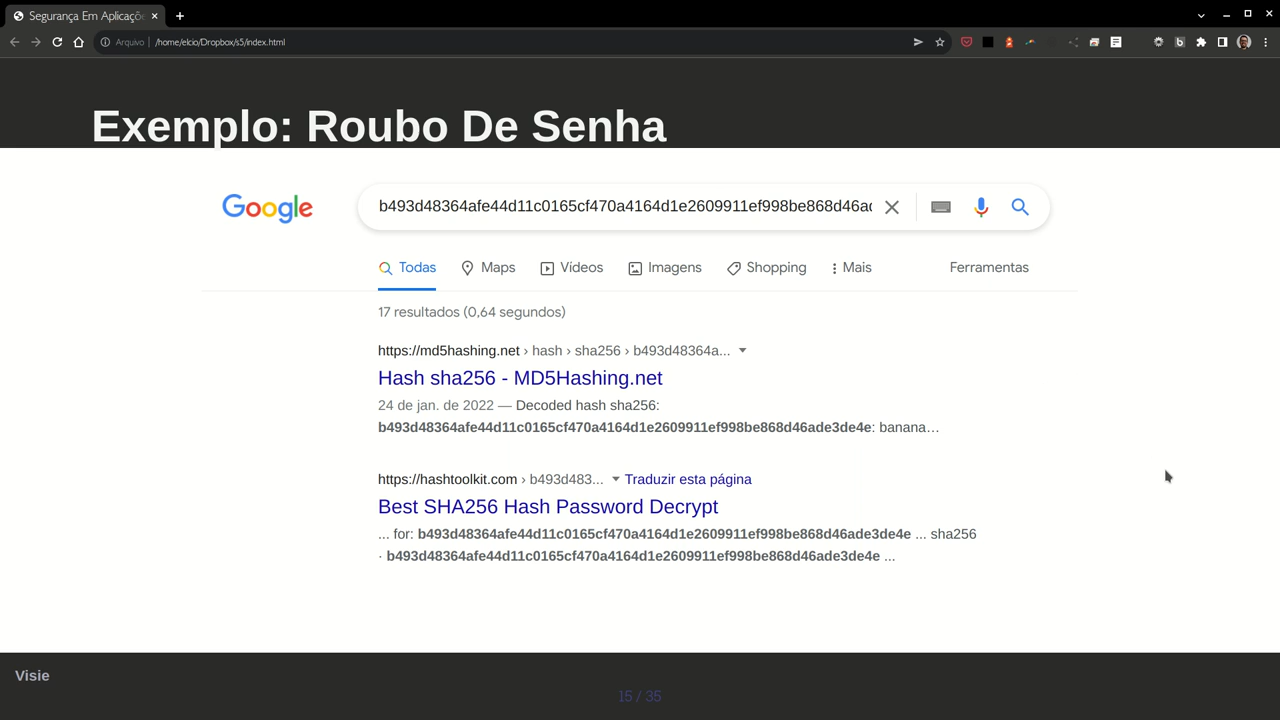 Segurança Em Aplicaçõ
Arquivo
/home/elcio/Dropbox/s5/index.html
Exemplo: Roubo De Senha
Google
b493d48364afe44d11c0165cf470a4164d1e2609911ef998be868d46ad
Todas
Maps
Vídeos
Imagens
Shopping
Mais
Ferramentas
17 resultados (0,64 segundos)
https://md5hashing.net › hash › sha256 › b493d48364a...
Hash sha256 - MD5Hashing.net
24 de jan. de 2022 — Decoded hash sha256:
b493d48364afe44d11c0165cf470a4164d1e2609911ef998be868d46ade3de4e: banana…
https://hashtoolkit.com › b493d483... Traduzir esta página
Best SHA256 Hash Password Decrypt
... for: b493d48364afe44d11c0165cf470a4164d1e2609911ef998be868d46ade3de4e ... sha256
· b493d48364afe44d11c0165cf470a4164d1e2609911ef998be868d46ade3de4e ...
Visie
15 / 35